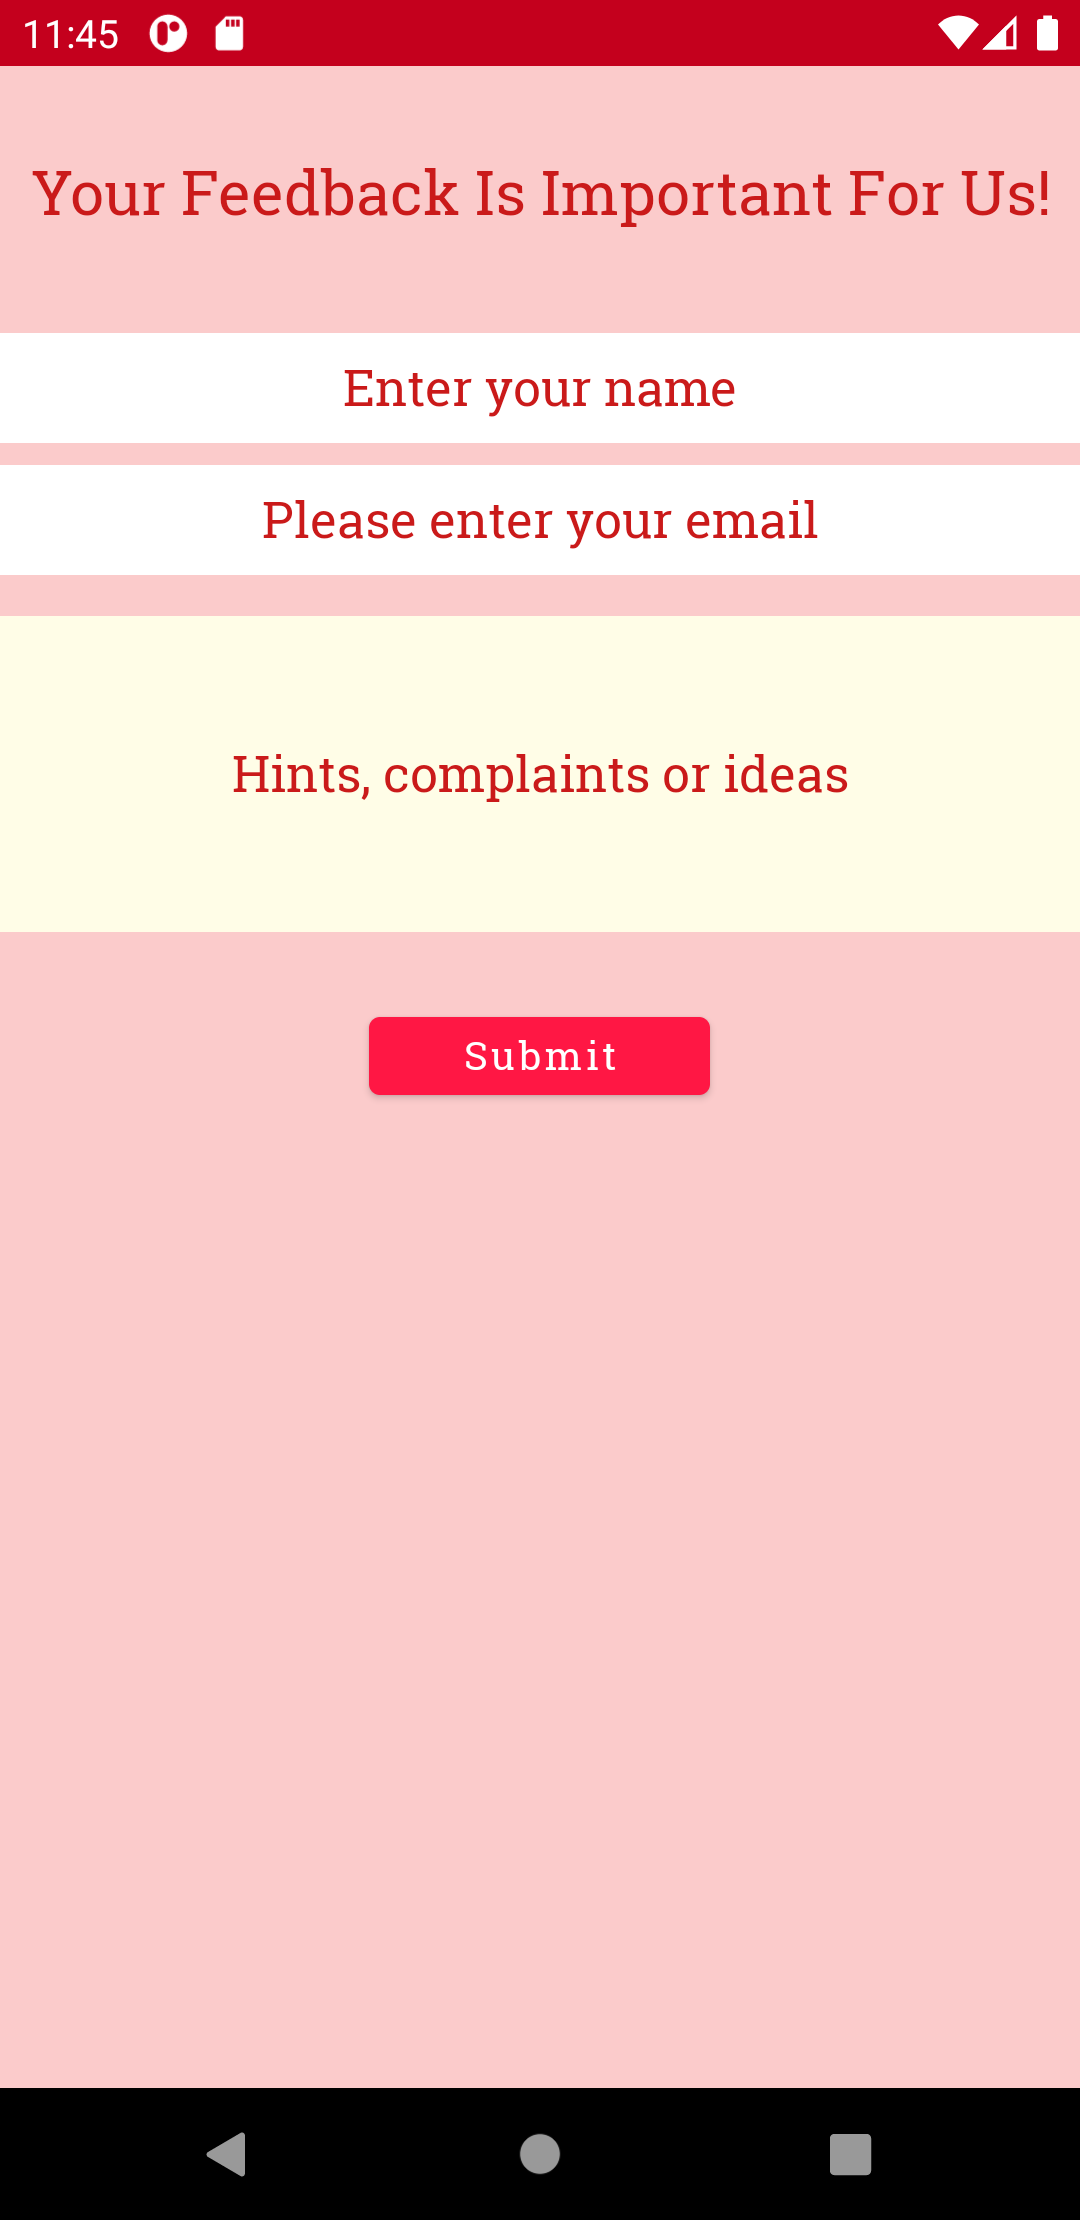 11:45
Your Feedback Is Important For Us!
Enter your name
Please enter your email
Hints, complaints or ideas
Submit